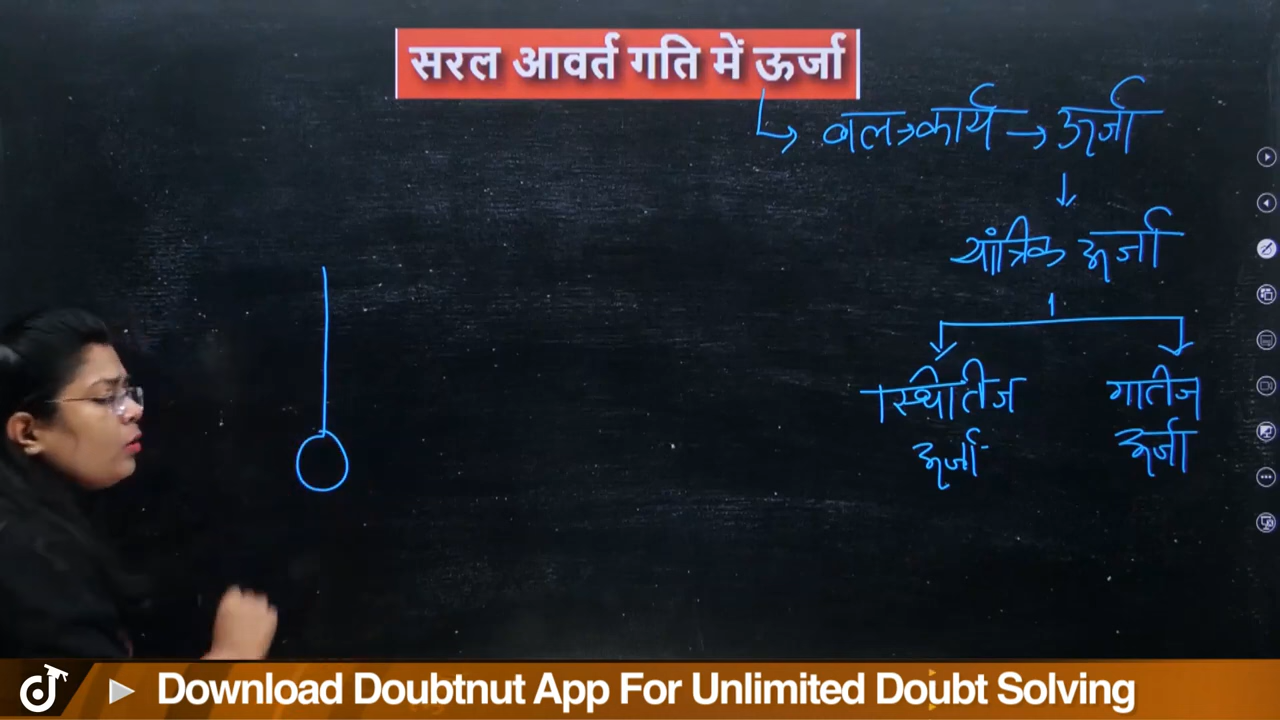 सरल आवर्त गति में ऊर्जा
बल → कार्य → ऊर्जा
यांत्रिक ऊर्जा
स्थितीज गतिज
ऊर्जा ऊर्जा
Download Doubtnut App For Unlimited Doubt Solving